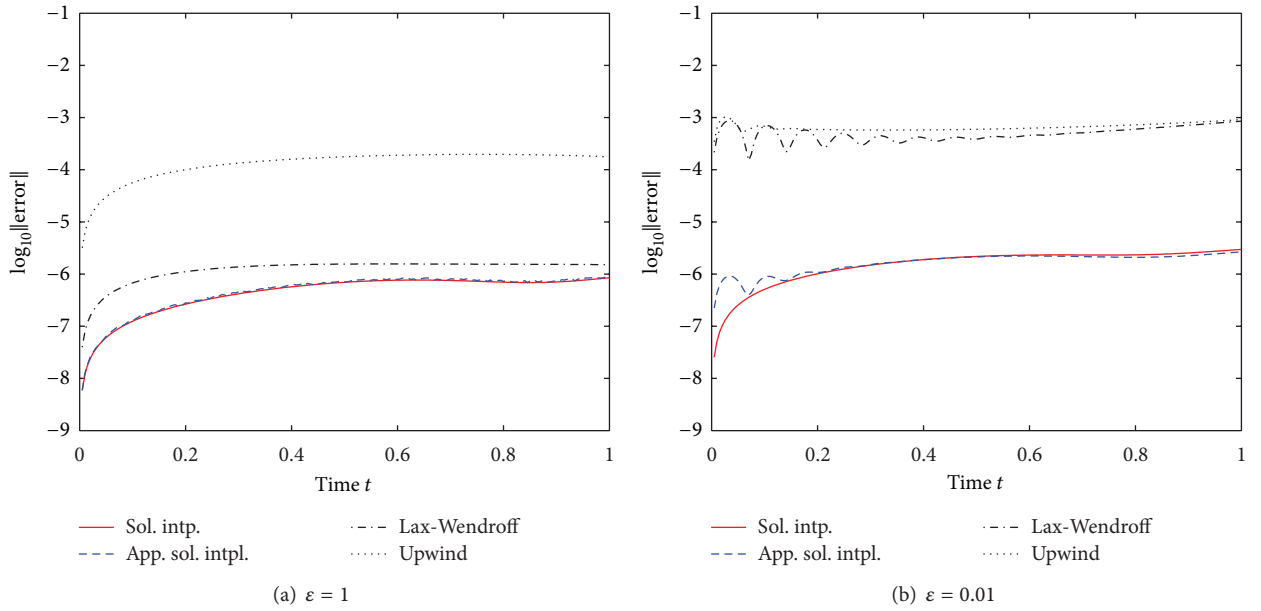 −1
−2
−3
−4
−5
−6
−7
−8
−9
log10||error||
0
0.2
0.4
0.6
0.8
1
Time t
Sol. intp.
App. sol. intpl.
Lax-Wendroff
Upwind
(a) ε = 1
−1
−2
−3
−4
−5
−6
−7
−8
−9
log10||error||
0
0.2
0.4
0.6
0.8
1
Time t
Sol. intp.
App. sol. intpl.
Lax-Wendroff
Upwind
(b) ε = 0.01